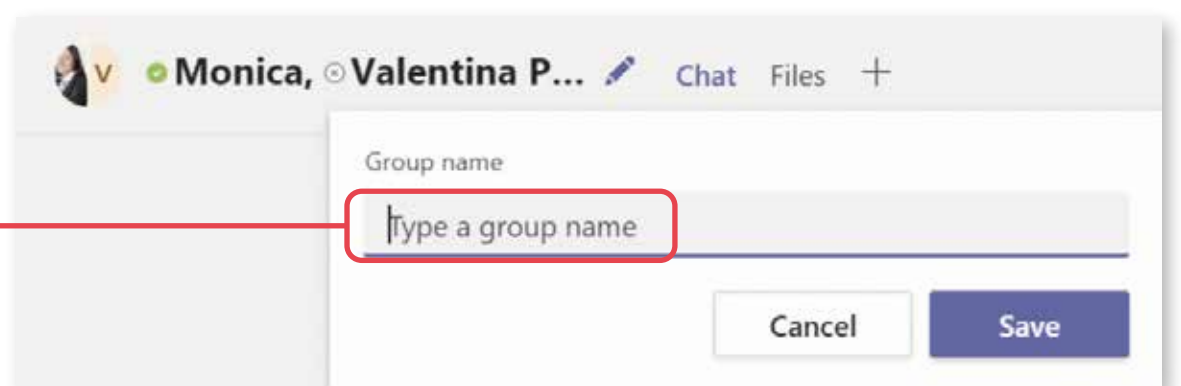 V Monica, Valentina P... Chat Files +
Group name
Type a group name
Cancel Save